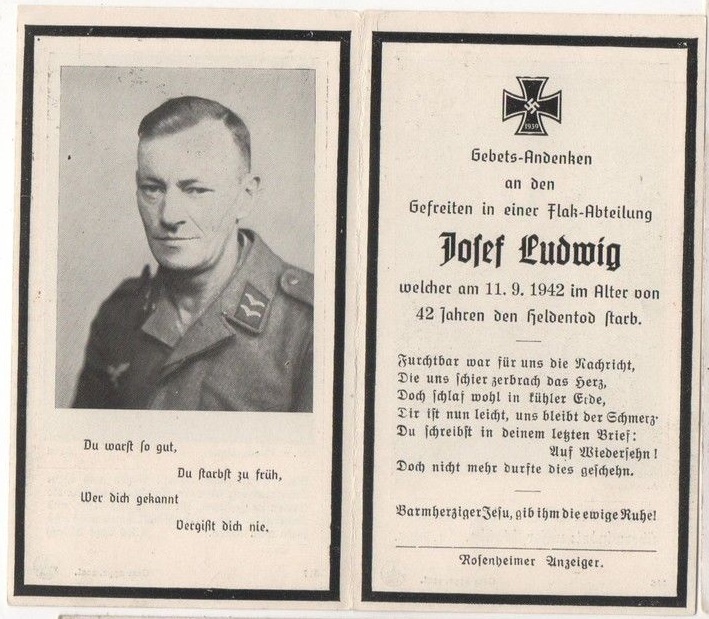 Du warst so gut,
Du starbst zu früh,
Wer dich gekannt
Vergißt dich nie.
1939
Gebets-Andenken
an den
Gefreiten in einer Flak-Abteilung
Josef Ludwig
welcher am 11. 9. 1942 im Alter von
42 Jahren den Heldentod starb.
Furchtbar war für uns die Nachricht,
Die uns schier zerbrach das Herz,
Doch schlaf wohl in kühler Erde,
Dir ist nun leicht, uns bleibt der Schmerz.
Du schreibst in deinem letzten Brief:
Auf Wiedersehn!
Doch nicht mehr durfte dies geschehn.
Barmherziger Jesu, gib ihm die ewige Ruhe!
Rosenheimer Anzeiger.